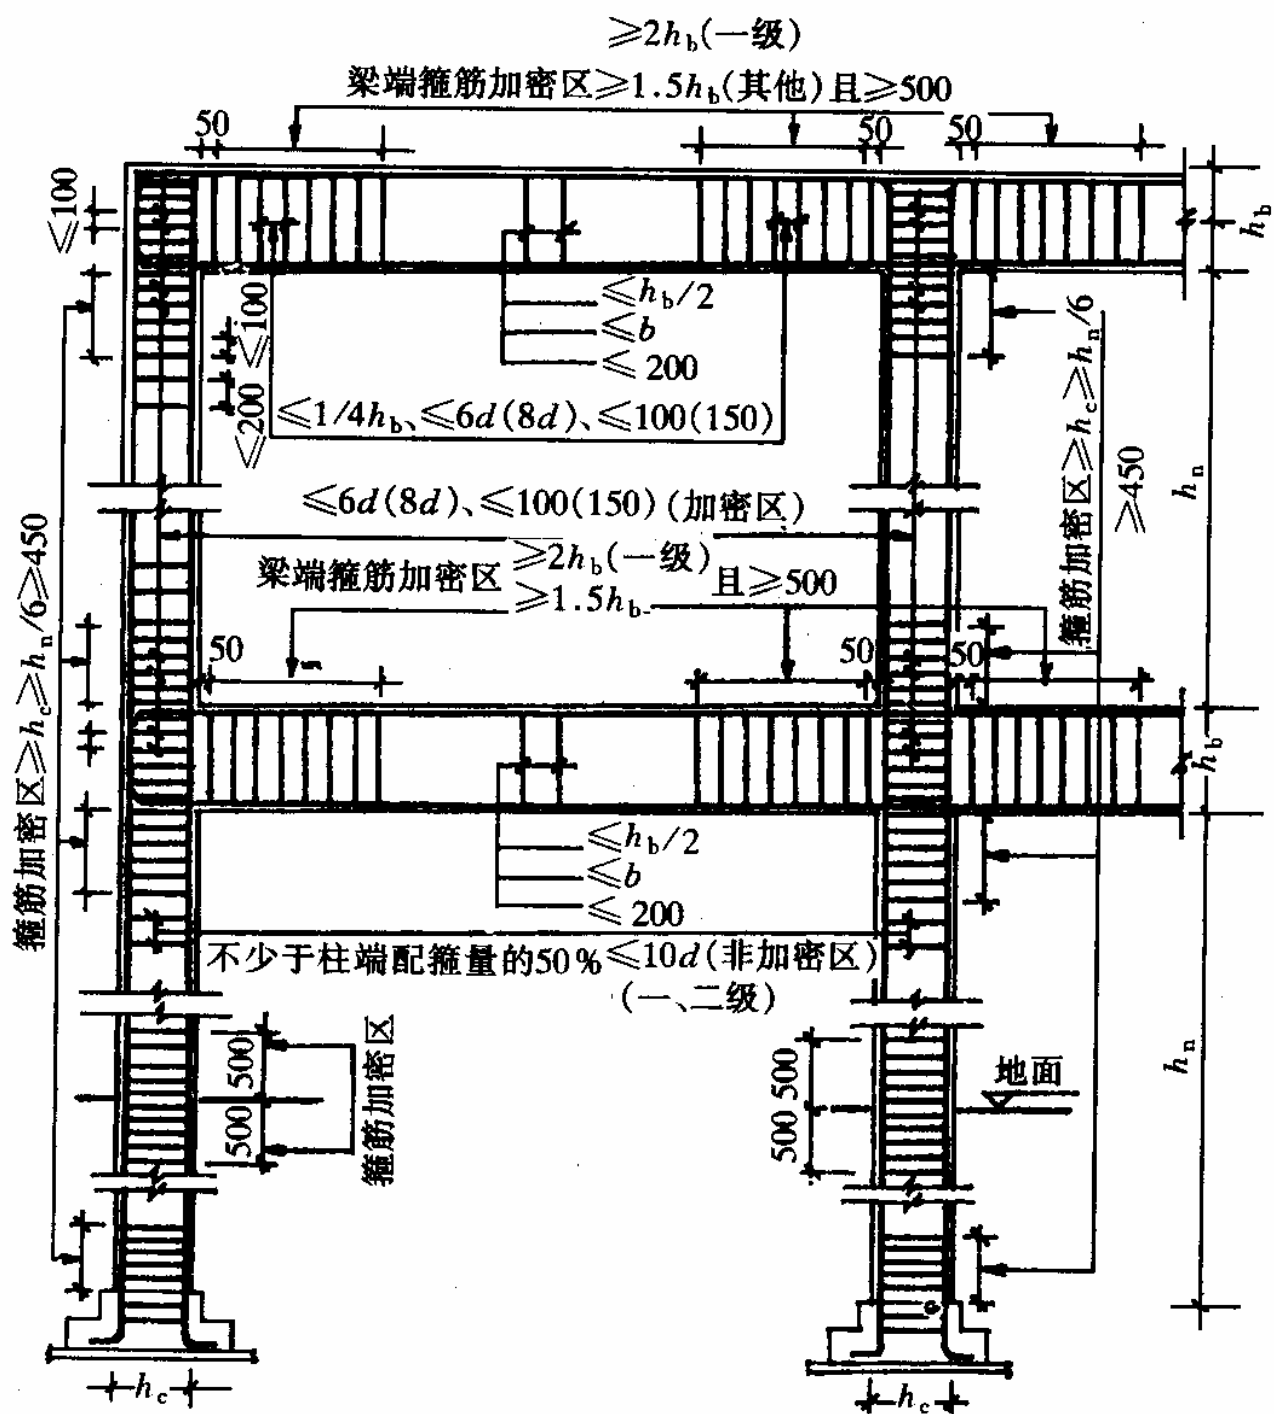 ≥2hb(一级)
梁端箍筋加密区≥1.5hb(其他)且≥500
50
50
50
≤100
hb
≤hb/2
≤b
≤200
≤100
≤200
≤1/4hb、≤6d(8d)、≤100(150)
箍筋加密区≥hc≥hn/6
≥450
hn
≤6d(8d)、≤100(150)(加密区)
≥2hb(一级)
梁端箍筋加密区
≥1.5hb
且≥500
50
50
50
箍筋加密区≥hc≥hn/6≥450
hb
≤hb/2
≤b
≤200
不少于柱端配箍量的50%≤10d(非加密区)
(一、二级)
500
500
箍筋加密区
500
500
地面
hn
hc
hc